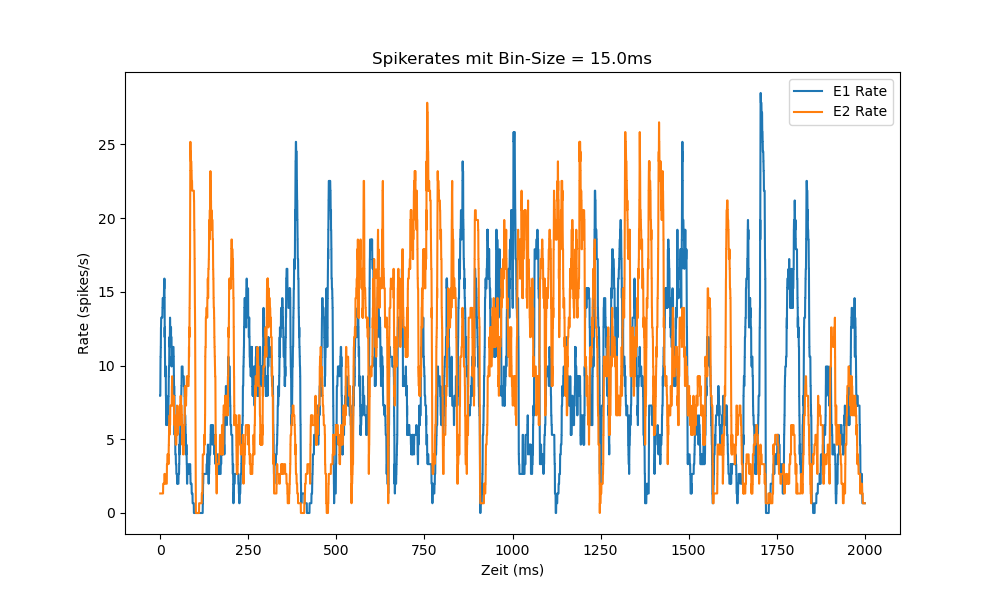 Spikerates mit Bin-Size = 15.0ms
E1 Rate
E2 Rate
Rate (spikes/s)
25
20
15
10
5
0
0 250 500 750 1000 1250 1500 1750 2000
Zeit (ms)